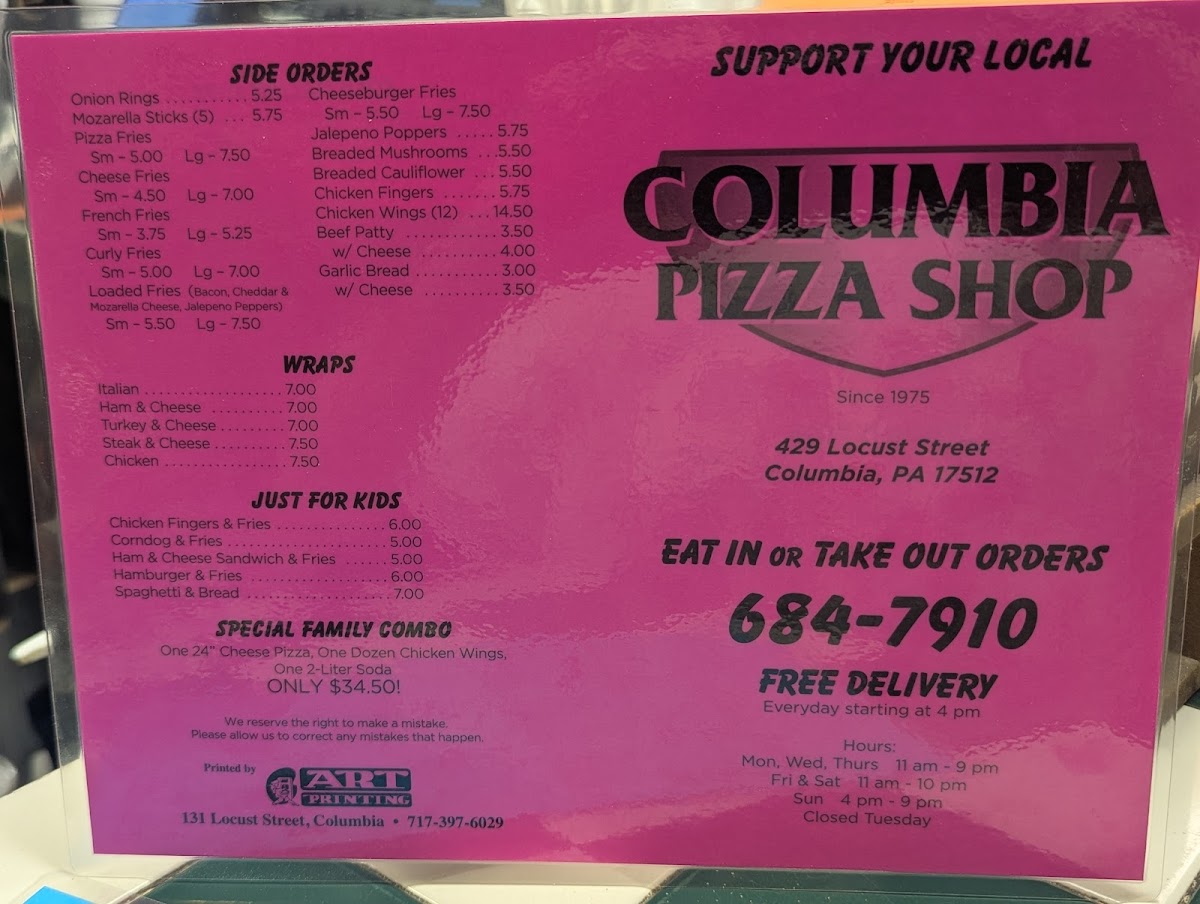 SIDE ORDERS
Onion Rings ........... 5.25
Mozarella Sticks (5) ... 5.75
Pizza Fries
Sm – 5.00 Lg – 7.50
Cheese Fries
Sm – 4.50 Lg – 7.00
French Fries
Sm – 3.75 Lg – 5.25
Curly Fries
Sm – 5.00 Lg – 7.00
Loaded Fries (Bacon, Cheddar &
Mozarella Cheese, Jalepeno Peppers)
Sm – 5.50 Lg – 7.50
Cheeseburger Fries
Sm – 5.50 Lg – 7.50
Jalepeno Poppers ..... 5.75
Breaded Mushrooms ... 5.50
Breaded Cauliflower ... 5.50
Chicken Fingers ....... 5.75
Chicken Wings (12) ... 14.50
Beef Patty ............ 3.50
w/ Cheese .......... 4.00
Garlic Bread ........... 3.00
w/ Cheese .......... 3.50
WRAPS
Italian .................... 7.00
Ham & Cheese .......... 7.00
Turkey & Cheese ......... 7.00
Steak & Cheese .......... 7.50
Chicken ................. 7.50
JUST FOR KIDS
Chicken Fingers & Fries ............... 6.00
Corndog & Fries ...................... 5.00
Ham & Cheese Sandwich & Fries ...... 5.00
Hamburger & Fries ................... 6.00
Spaghetti & Bread .................... 7.00
SPECIAL FAMILY COMBO
One 24" Cheese Pizza, One Dozen Chicken Wings,
One 2-Liter Soda
ONLY $34.50!
We reserve the right to make a mistake.
Please allow us to correct any mistakes that happen.
Printed by
ART
PRINTING
131 Locust Street, Columbia • 717-397-6029
SUPPORT YOUR LOCAL
COLUMBIA
PIZZA SHOP
Since 1975
429 Locust Street
Columbia, PA 17512
EAT IN OR TAKE OUT ORDERS
684-7910
FREE DELIVERY
Everyday starting at 4 pm
Hours:
Mon, Wed, Thurs 11 am - 9 pm
Fri & Sat 11 am - 10 pm
Sun 4 pm - 9 pm
Closed Tuesday